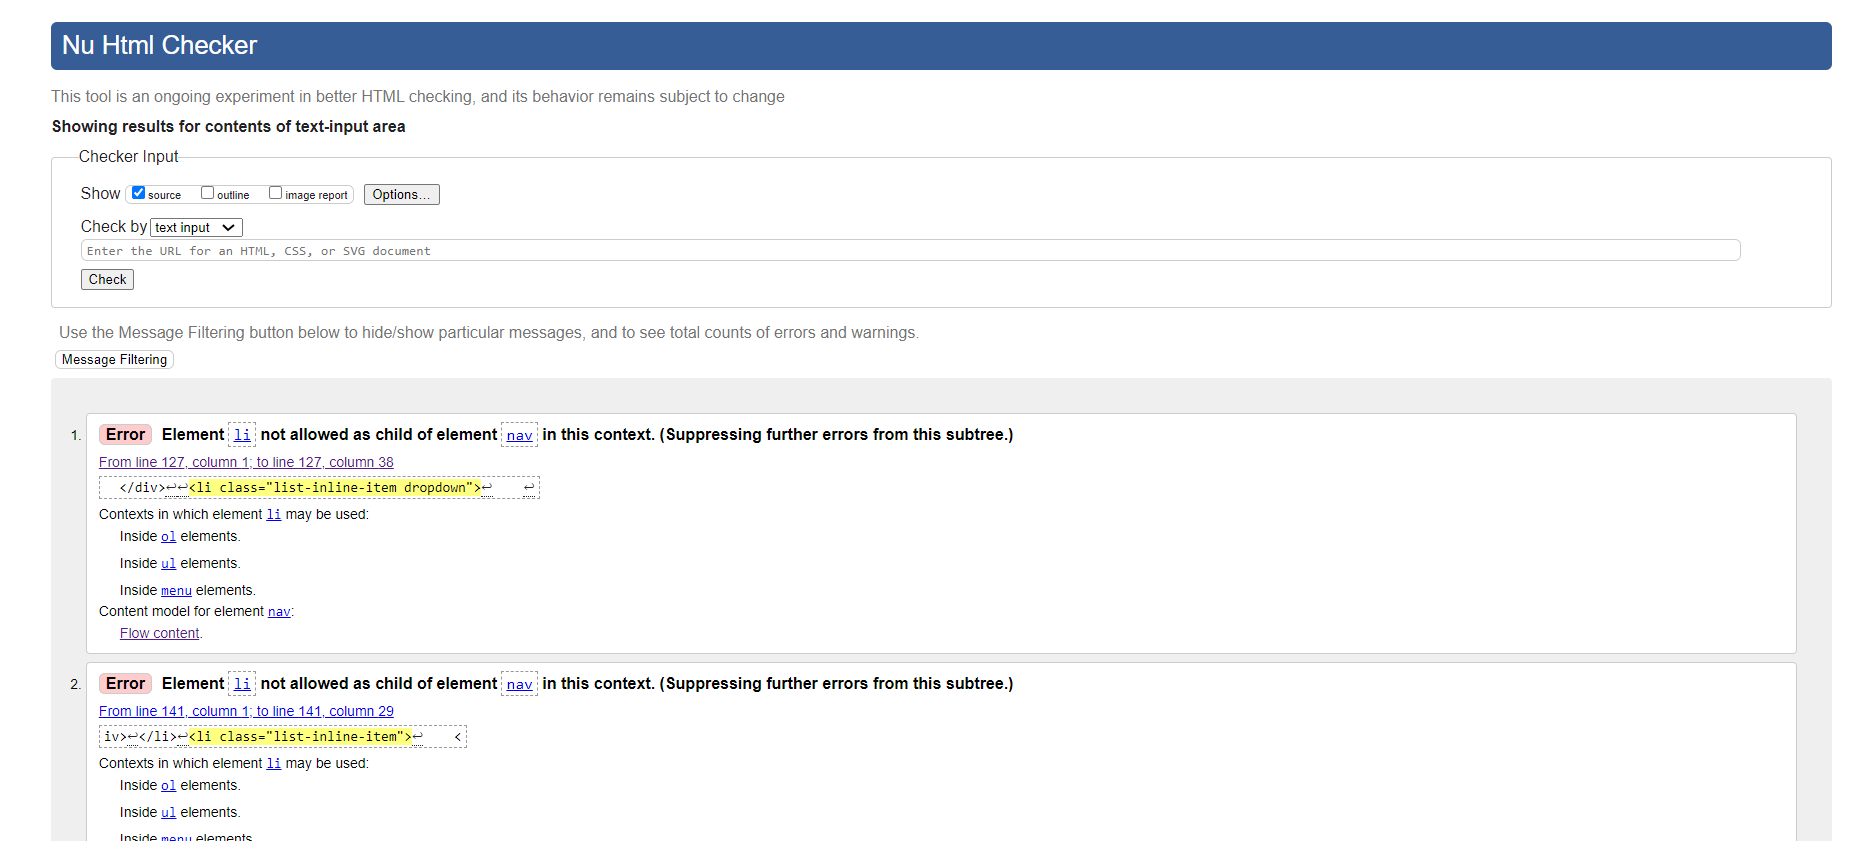 Nu Html Checker
This tool is an ongoing experiment in better HTML checking, and its behavior remains subject to change
Showing results for contents of text-input area
Checker Input
Show source outline image report Options...
Check by text input
Enter the URL for an HTML, CSS, or SVG document
Check
Use the Message Filtering button below to hide/show particular messages, and to see total counts of errors and warnings.
Message Filtering
1. Error Element li not allowed as child of element nav in this context. (Suppressing further errors from this subtree.)
From line 127, column 1; to line 127, column 38
</div>↩↩<li class="list-inline-item dropdown">↩ ↩
Contexts in which element li may be used:
Inside ol elements.
Inside ul elements.
Inside menu elements.
Content model for element nav:
Flow content.
2. Error Element li not allowed as child of element nav in this context. (Suppressing further errors from this subtree.)
From line 141, column 1; to line 141, column 29
iv>↩</li>↩<li class="list-inline-item">↩ <
Contexts in which element li may be used:
Inside ol elements.
Inside ul elements.
Inside menu elements.